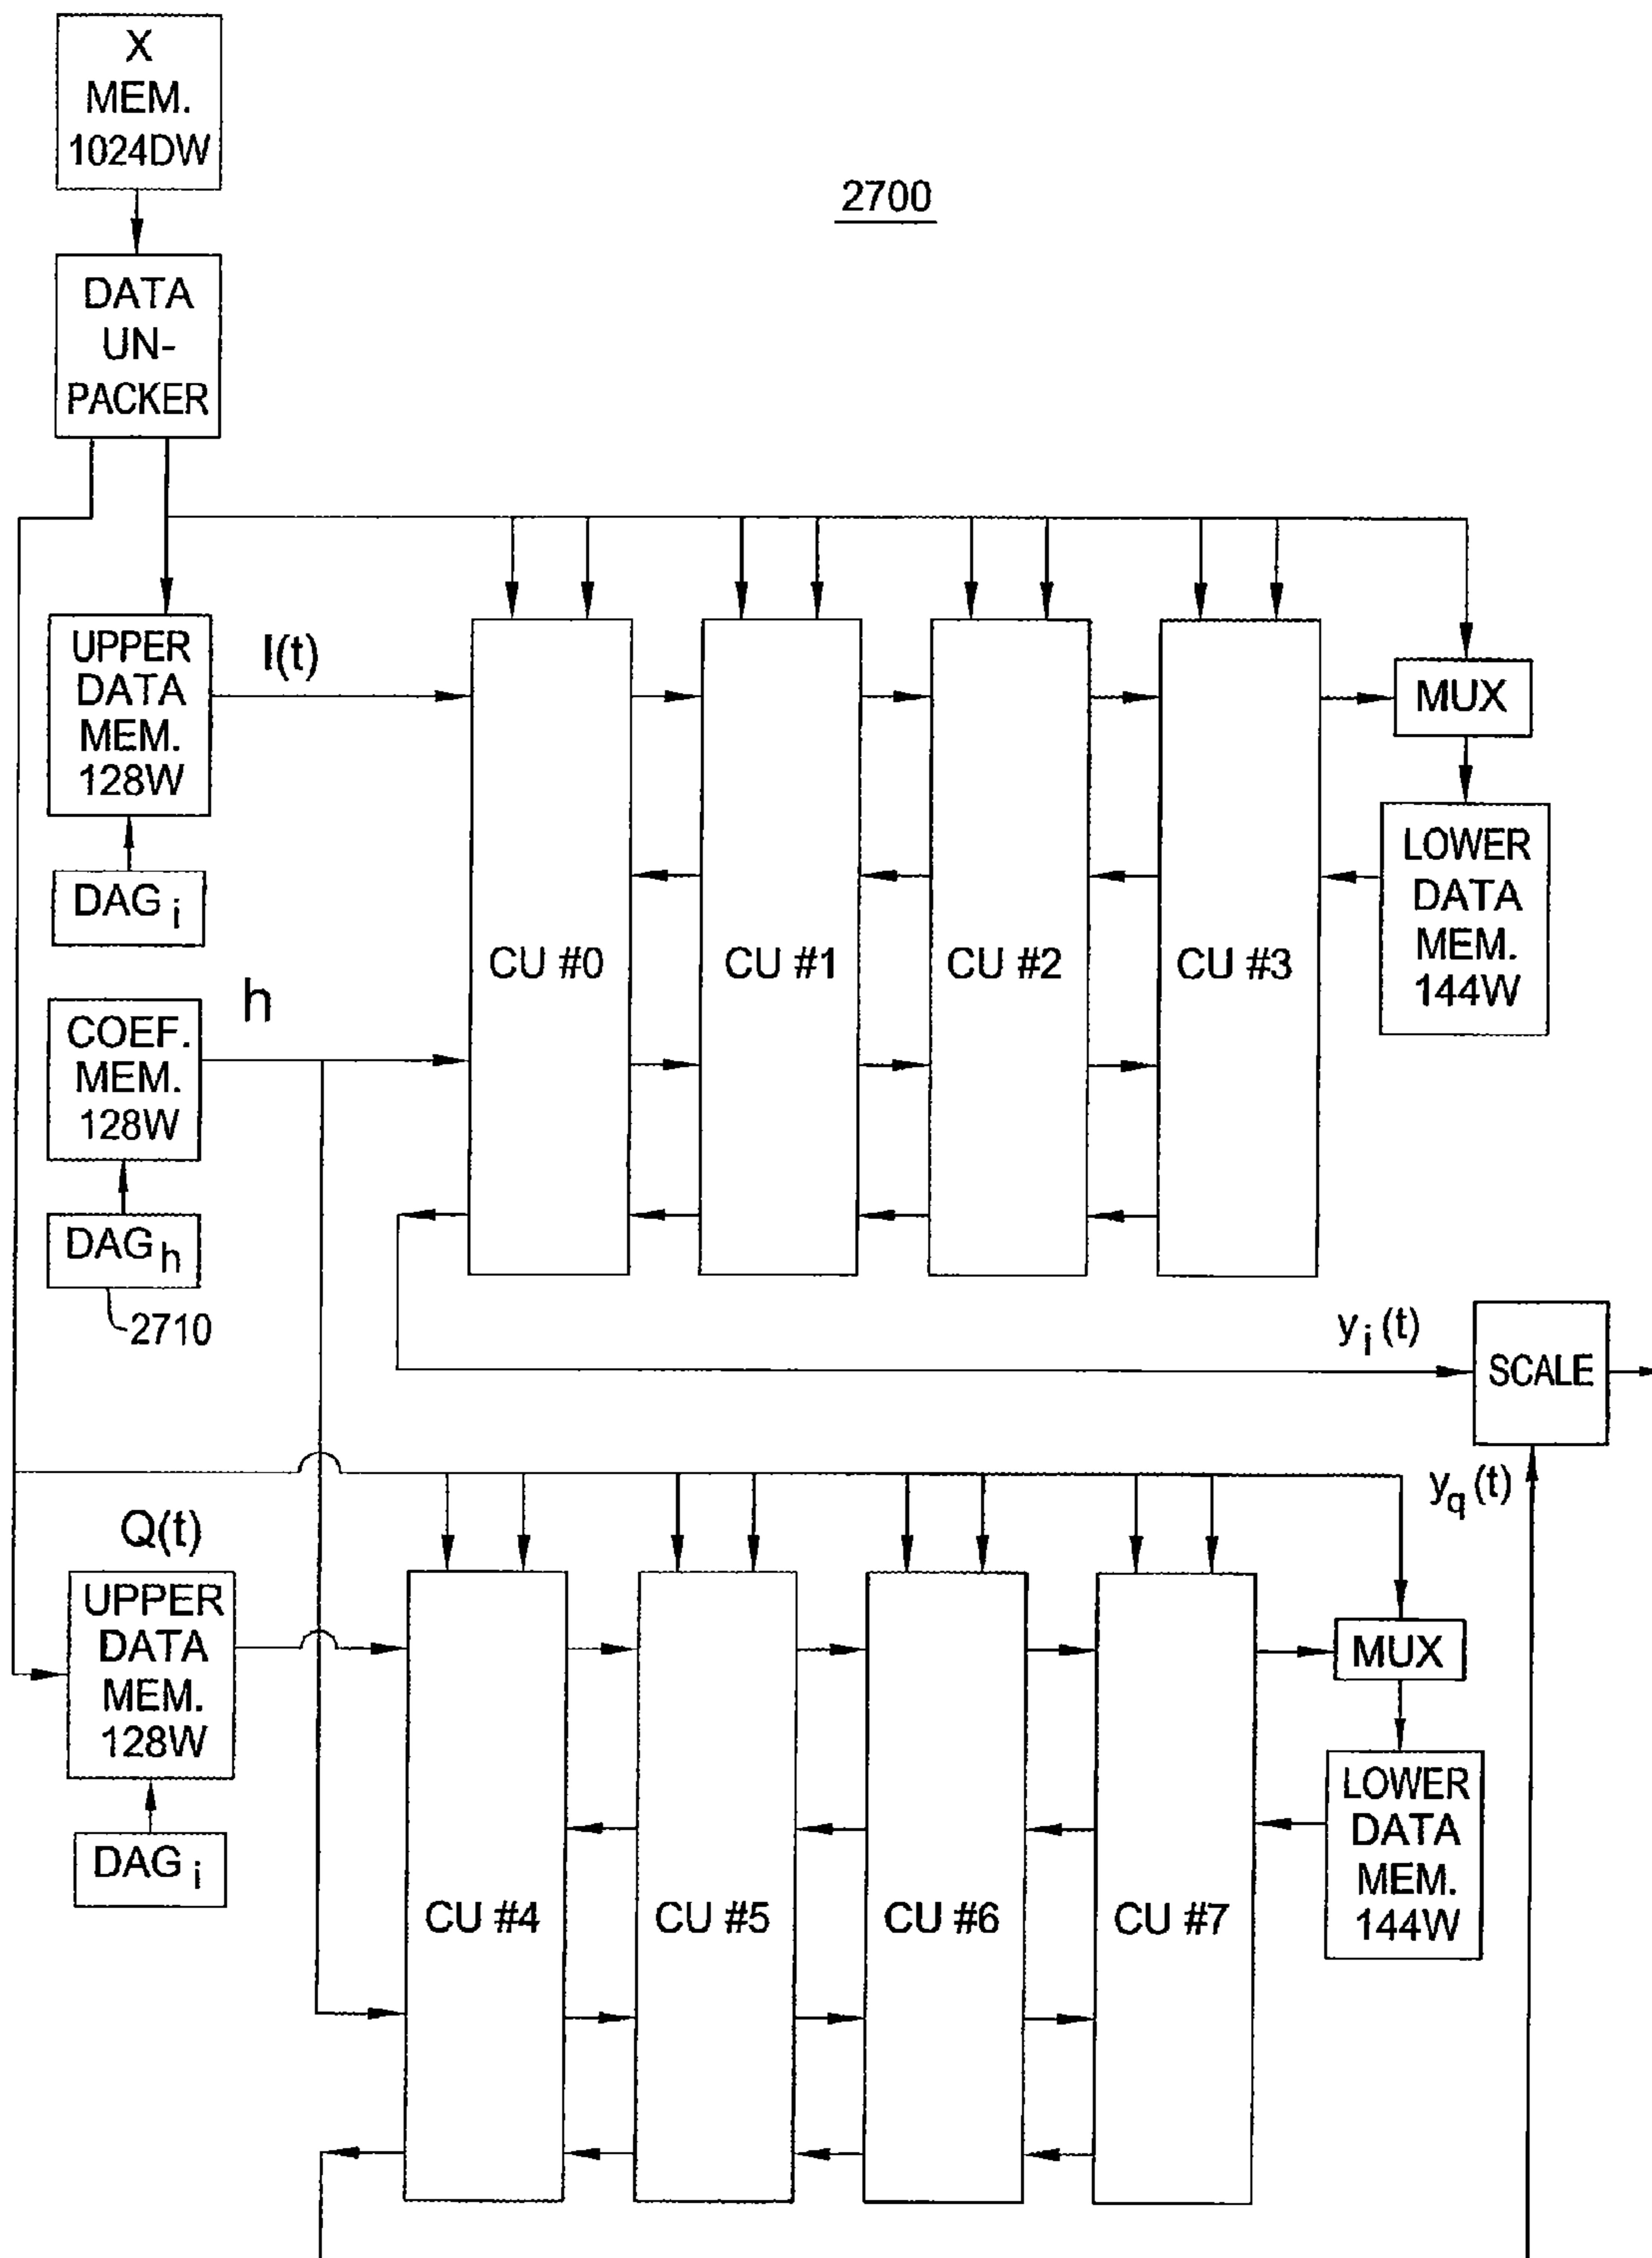 X
MEM.
1024DW
2700
DATA
UN-
PACKER
UPPER
DATA
MEM.
128W
I(t)
MUX
DAG i
LOWER
DATA
MEM.
144W
CU #0
CU #1
CU #2
CU #3
h
COEF.
MEM.
128W
DAG h
2710
y i (t)
SCALE
y q (t)
Q(t)
UPPER
DATA
MEM.
128W
MUX
DAG i
LOWER
DATA
MEM.
144W
CU #4
CU #5
CU #6
CU #7